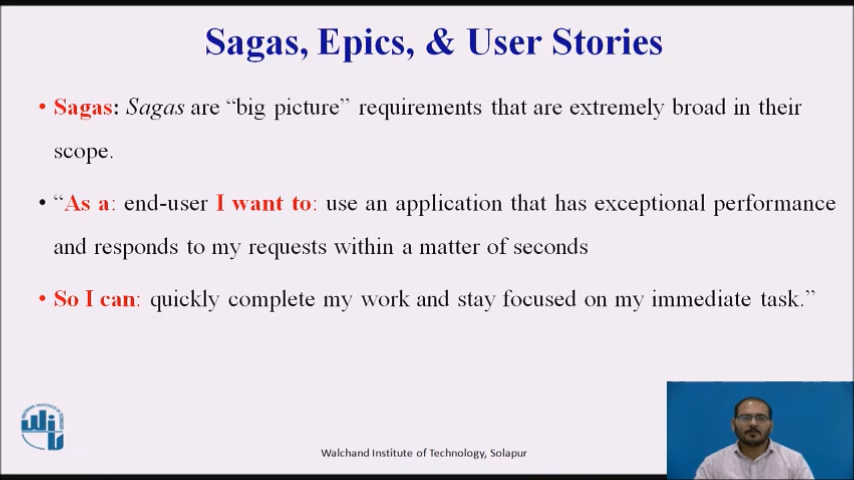 Sagas, Epics, & User Stories
• Sagas: Sagas are “big picture” requirements that are extremely broad in their
scope.
• “As a: end-user I want to: use an application that has exceptional performance
and responds to my requests within a matter of seconds
• So I can: quickly complete my work and stay focused on my immediate task.”
Walchand Institute of Technology, Solapur